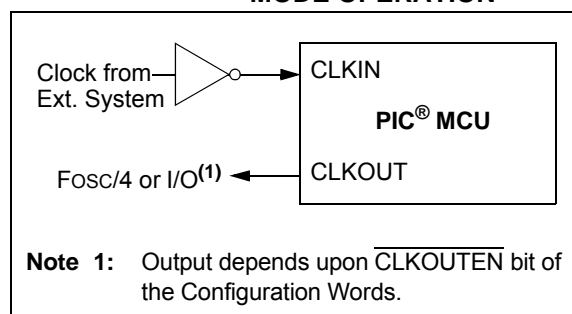 MODE OPERATION
Clock from
Ext. System
CLKIN
PIC® MCU
FOSC/4 or I/O(1)
CLKOUT
Note 1: Output depends upon CLKOUTEN bit of
the Configuration Words.